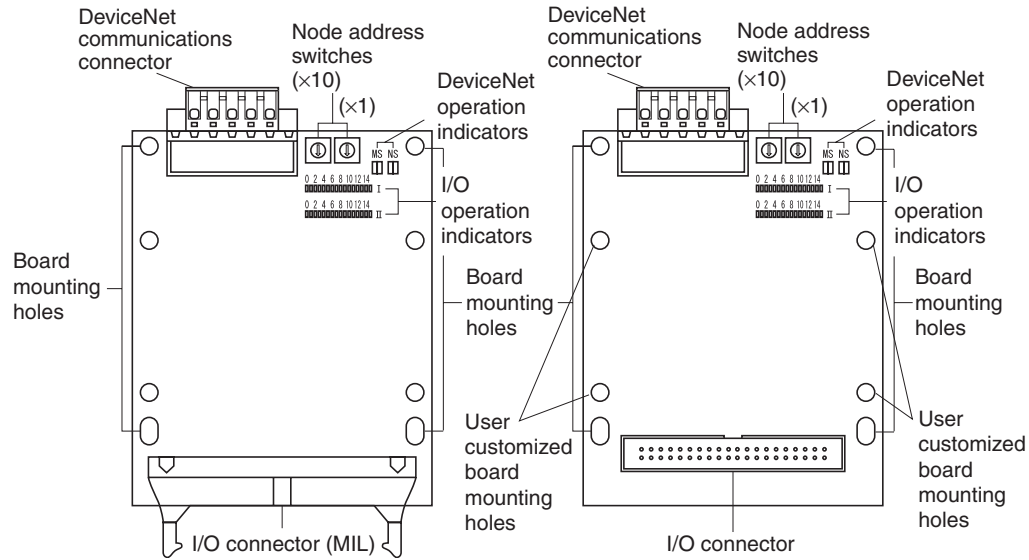 DeviceNet
communications
connector
Node address
switches
(×10)
(×1)
DeviceNet
operation
indicators
MS NS
0 2 4 6 8 10 12 14 I
0 2 4 6 8 10 12 14 II
I/O
operation
indicators
Board
mounting
holes
I/O connector (MIL)
DeviceNet
communications
connector
Node address
switches
(×10)
(×1)
DeviceNet
operation
indicators
MS NS
0 2 4 6 8 10 12 14 I
0 2 4 6 8 10 12 14 II
I/O
operation
indicators
Board
mounting
holes
Board
mounting
holes
User
customized
board
mounting
holes
User
customized
board
mounting
holes
I/O connector